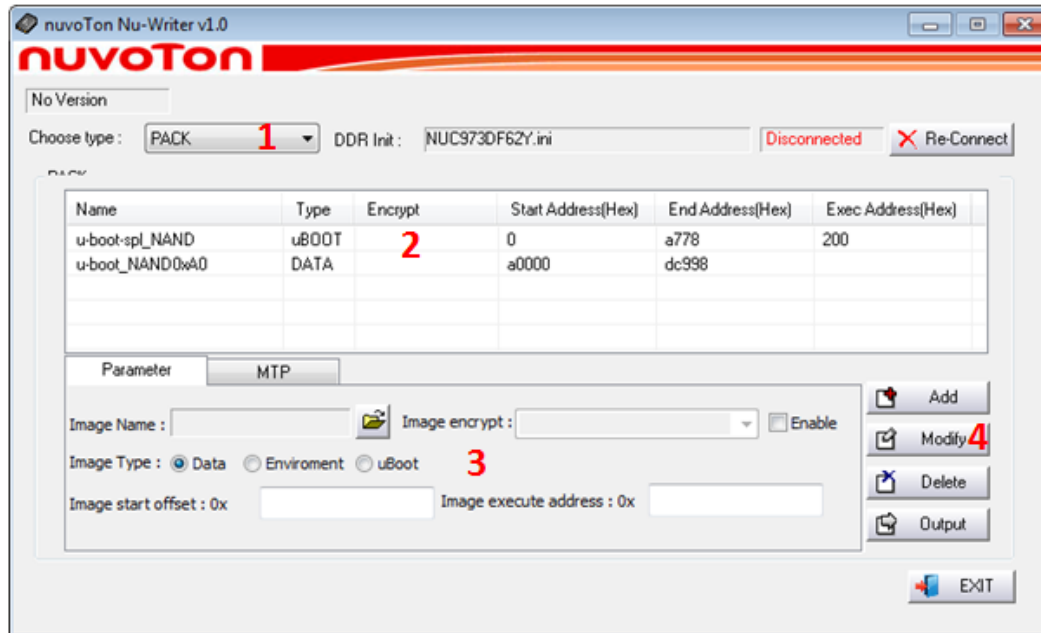 nuvoTon Nu-Writer v1.0
nuvoTon
No Version
Choose type : PACK 1 DDR Init : NUC973DF62Y.ini Disconnected Re-Connect
PACK
Name Type Encrypt Start Address(Hex) End Address(Hex) Exec Address(Hex)
u-boot-spl_NAND uBOOT 2 0 a778 200
u-boot_NAND0xA0 DATA a0000 dc998
Parameter MTP
Add
Image Name : Image encrypt : Enable
Modify 4
Image Type : Data Enviroment uBoot 3
Delete
Image start offset : 0x Image execute address : 0x
Output
EXIT